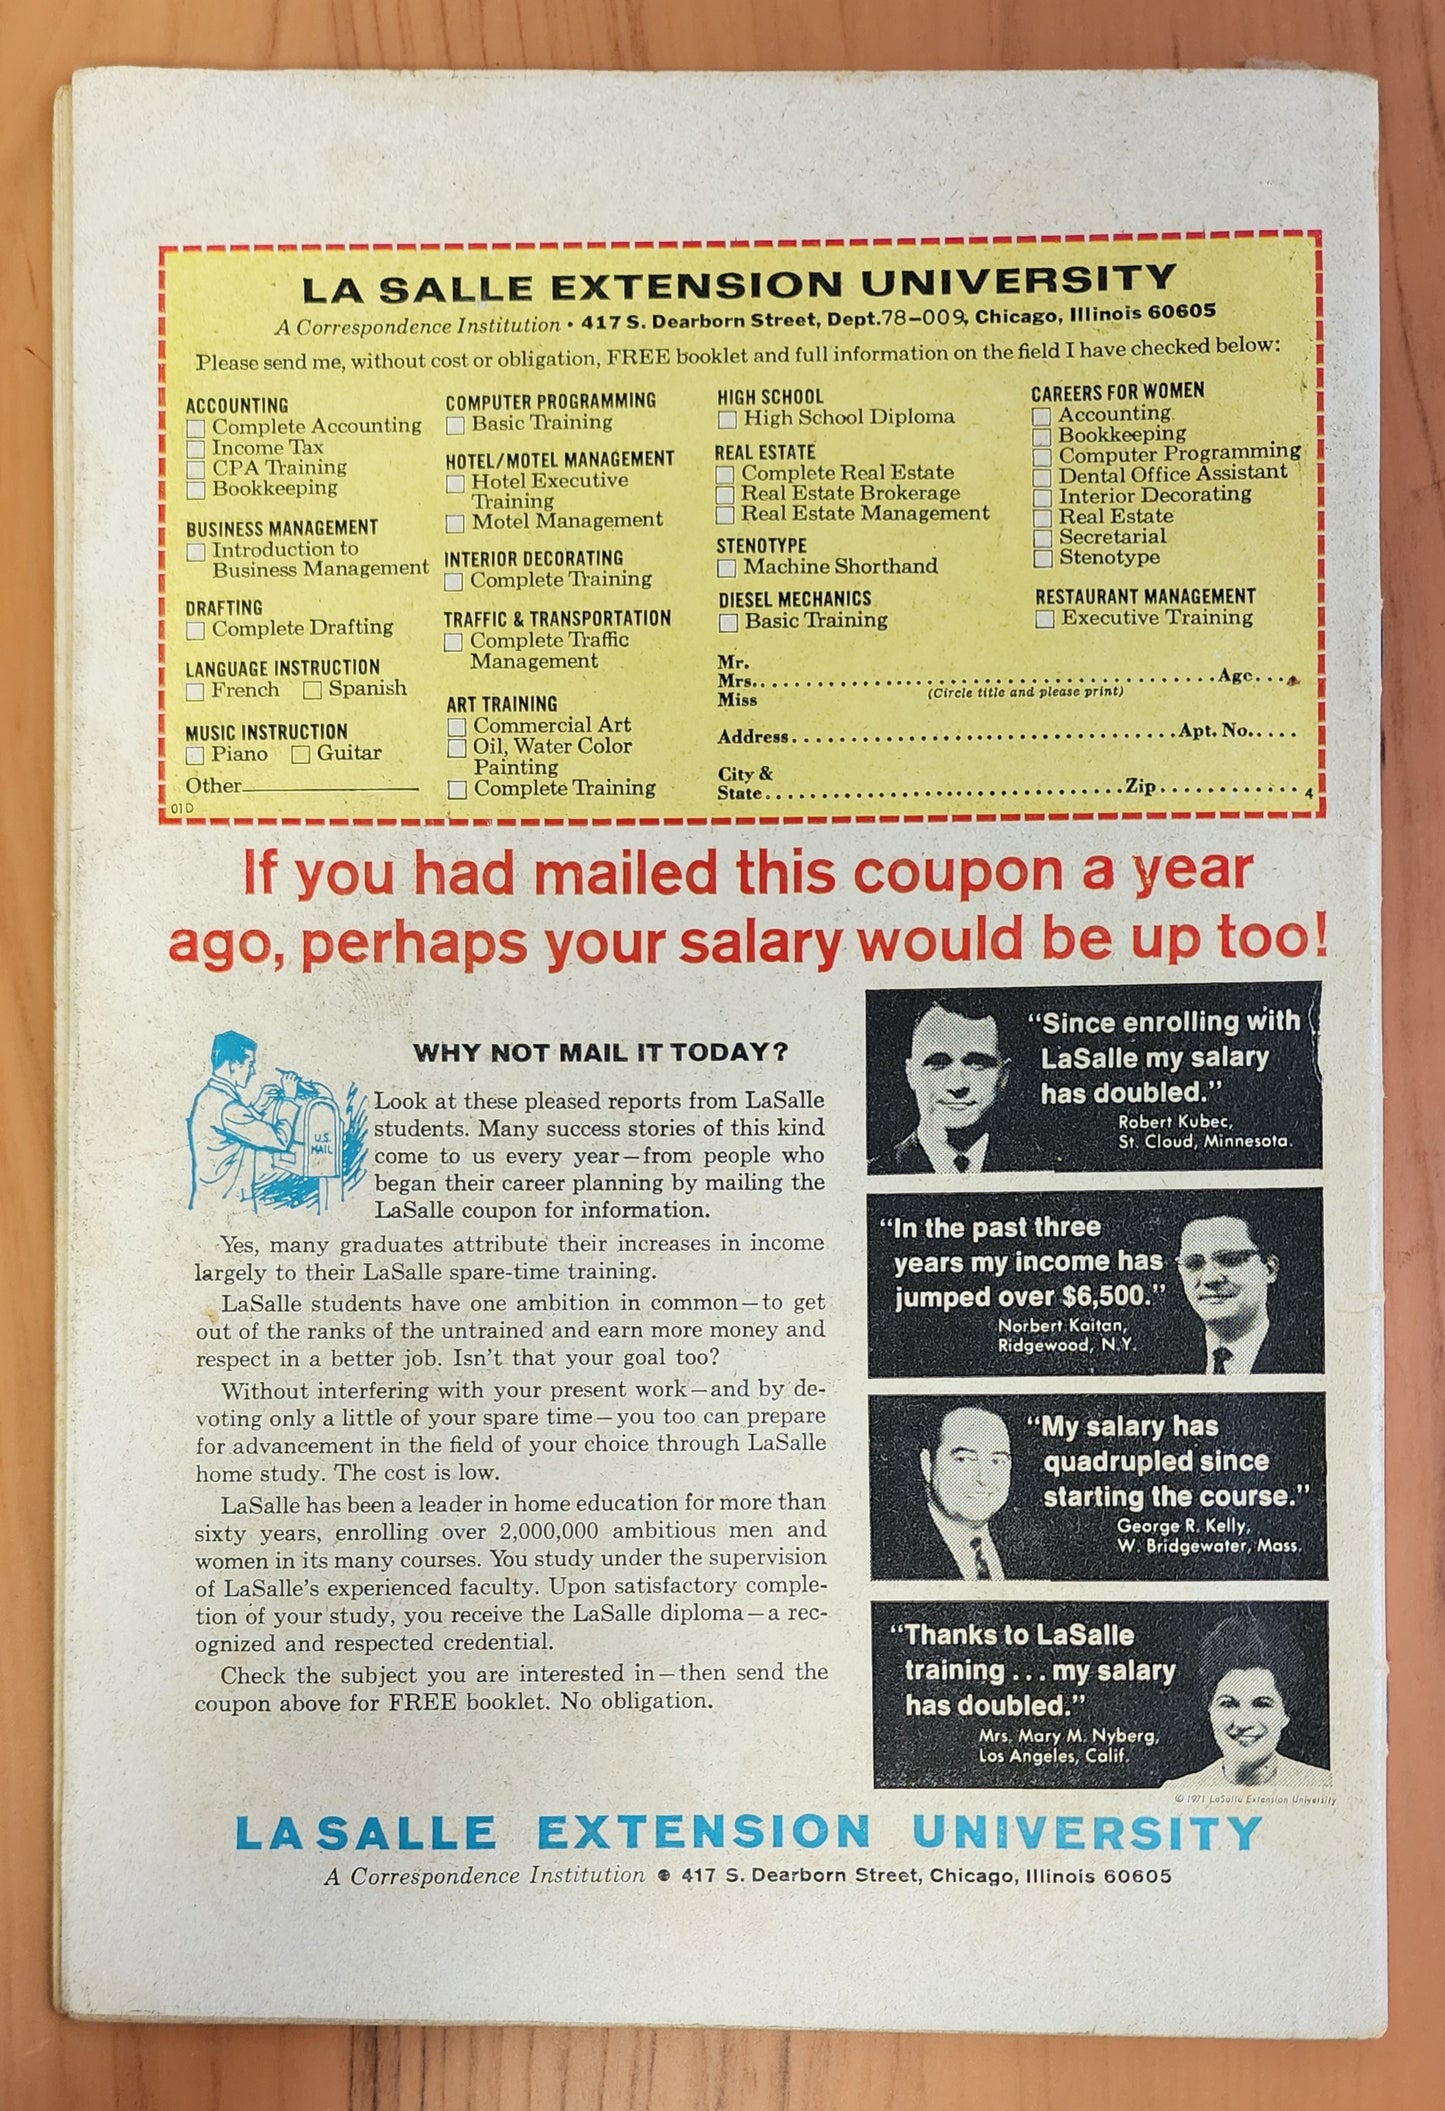 LA SALLE EXTENSION UNIVERSITY
A Correspondence Institution • 417 S. Dearborn Street, Dept.78-009, Chicago, Illinois 60605
Please send me, without cost or obligation, FREE booklet and full information on the field I have checked below:
ACCOUNTING
Complete Accounting
Income Tax
CPA Training
Bookkeeping
BUSINESS MANAGEMENT
Introduction to
Business Management
DRAFTING
Complete Drafting
LANGUAGE INSTRUCTION
French Spanish
MUSIC INSTRUCTION
Piano Guitar
Other
01D
COMPUTER PROGRAMMING
Basic Training
HOTEL/MOTEL MANAGEMENT
Hotel Executive
Training
Motel Management
INTERIOR DECORATING
Complete Training
TRAFFIC & TRANSPORTATION
Complete Traffic
Management
ART TRAINING
Commercial Art
Oil, Water Color
Painting
Complete Training
HIGH SCHOOL
High School Diploma
REAL ESTATE
Complete Real Estate
Real Estate Brokerage
Real Estate Management
STENOTYPE
Machine Shorthand
DIESEL MECHANICS
Basic Training
CAREERS FOR WOMEN
Accounting
Bookkeeping
Computer Programming
Dental Office Assistant
Interior Decorating
Real Estate
Secretarial
Stenotype
RESTAURANT MANAGEMENT
Executive Training
Mr.
Mrs. Age
Miss (Circle title and please print)
Address Apt. No.
City &
State Zip 4
If you had mailed this coupon a year
ago, perhaps your salary would be up too!
WHY NOT MAIL IT TODAY?
U.S.
MAIL
Look at these pleased reports from LaSalle
students. Many success stories of this kind
come to us every year—from people who
began their career planning by mailing the
LaSalle coupon for information.
Yes, many graduates attribute their increases in income
largely to their LaSalle spare-time training.
LaSalle students have one ambition in common—to get
out of the ranks of the untrained and earn more money and
respect in a better job. Isn't that your goal too?
Without interfering with your present work—and by de-
voting only a little of your spare time—you too can prepare
for advancement in the field of your choice through LaSalle
home study. The cost is low.
LaSalle has been a leader in home education for more than
sixty years, enrolling over 2,000,000 ambitious men and
women in its many courses. You study under the supervision
of LaSalle's experienced faculty. Upon satisfactory comple-
tion of your study, you receive the LaSalle diploma—a rec-
ognized and respected credential.
Check the subject you are interested in—then send the
coupon above for FREE booklet. No obligation.
"Since enrolling with
LaSalle my salary
has doubled."
Robert Kubec,
St. Cloud, Minnesota.
"In the past three
years my income has
jumped over $6,500."
Norbert Kaitan,
Ridgewood, N.Y.
"My salary has
quadrupled since
starting the course."
George R. Kelly,
W. Bridgewater, Mass.
"Thanks to LaSalle
training...my salary
has doubled."
Mrs. Mary M. Nyberg,
Los Angeles, Calif.
© 1971 LaSalle Extension University
LASALLE EXTENSION UNIVERSITY
A Correspondence Institution • 417 S. Dearborn Street, Chicago, Illinois 60605